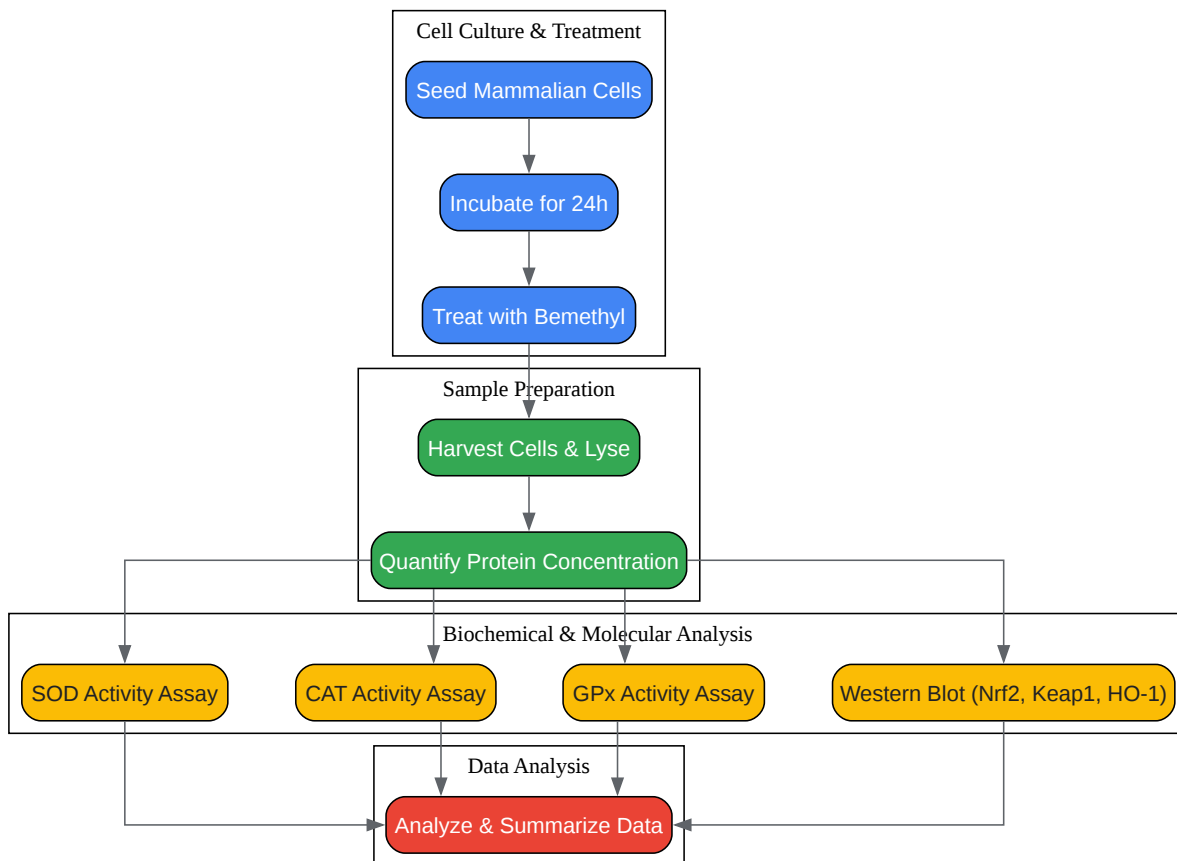 Cell Culture & Treatment
Seed Mammalian Cells
Incubate for 24h
Treat with Bemethyl
Sample Preparation
Harvest Cells & Lyse
Quantify Protein Concentration
Biochemical & Molecular Analysis
SOD Activity Assay
CAT Activity Assay
GPx Activity Assay
Western Blot (Nrf2, Keap1, HO-1)
Data Analysis
Analyze & Summarize Data